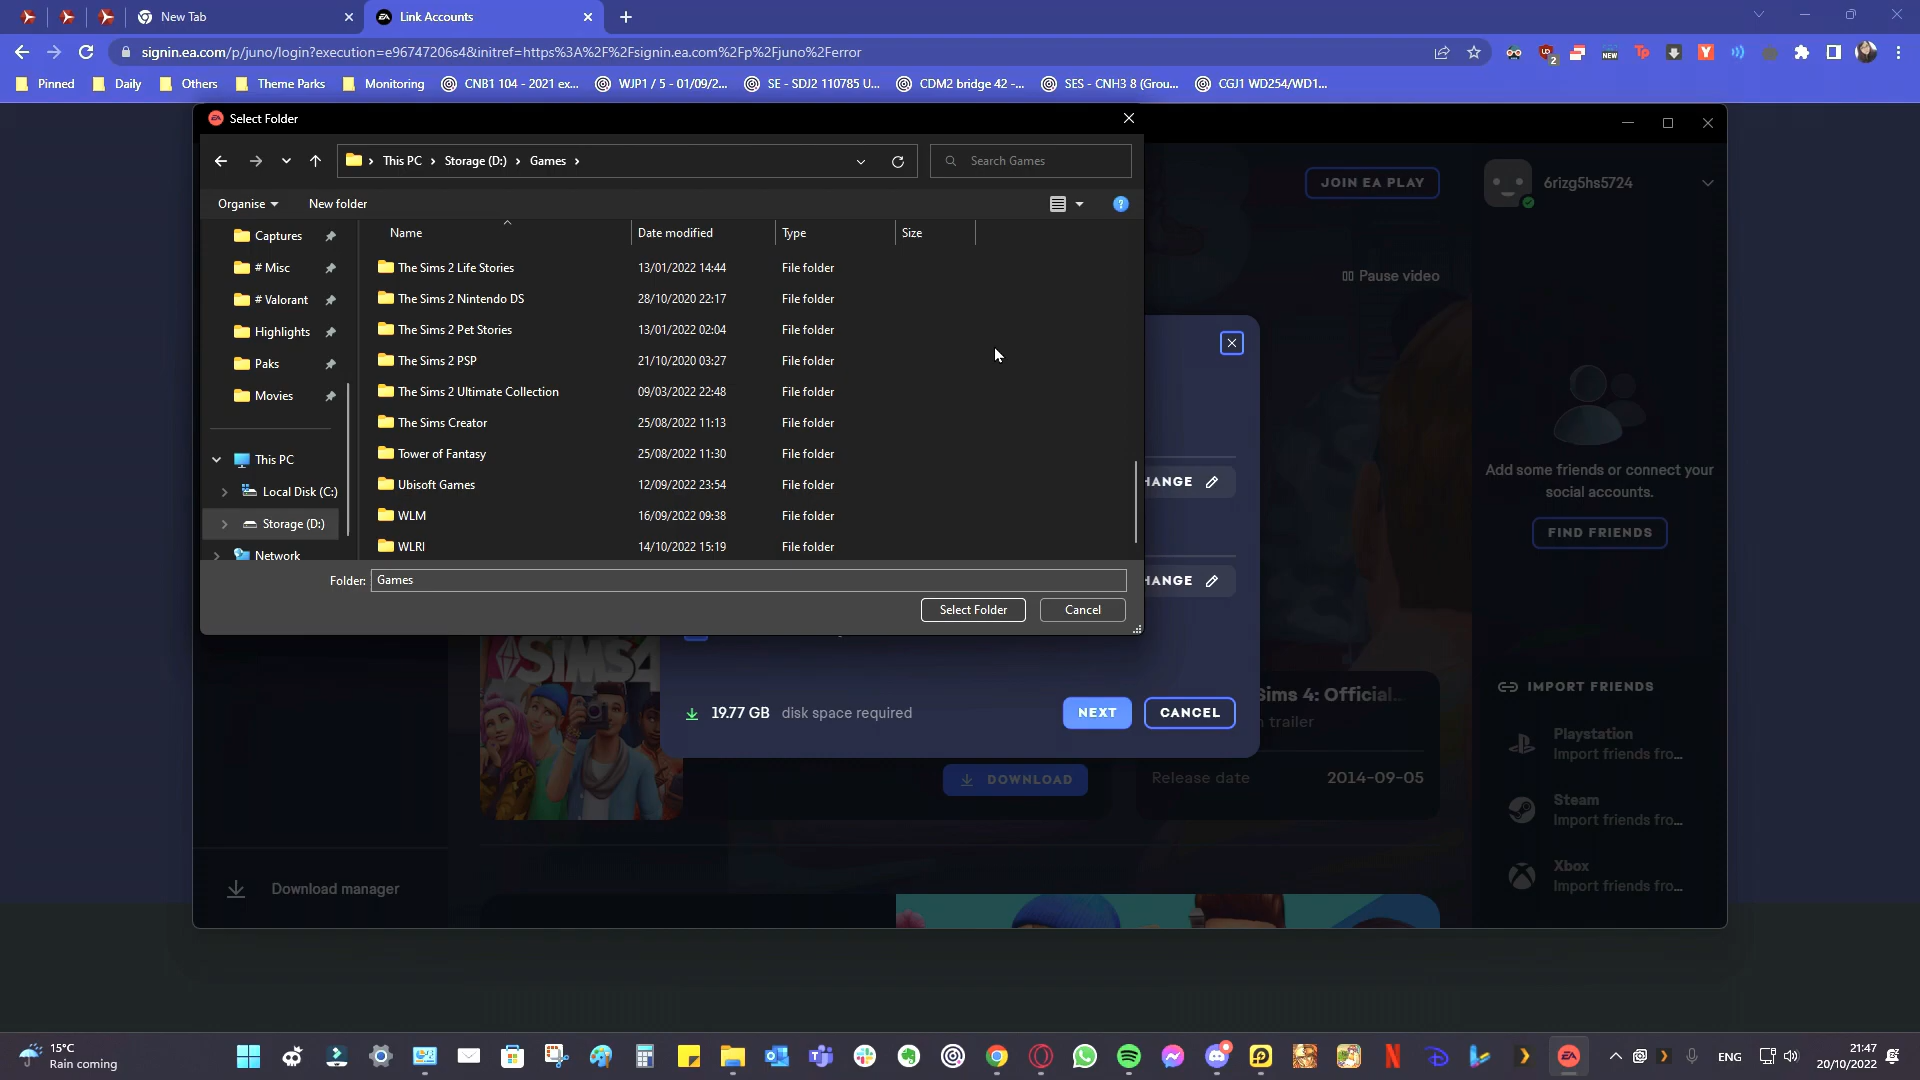 New Tab
Link Accounts
signin.ea.com/p/juno/login?execution=e96747206s4&initref=https%3A%2F%2Fsignin.ea.com%2Fp%2Fjuno%2Ferror
Pinned
Daily
Others
Theme Parks
Monitoring
CNB1 104 - 2021 ex...
WJP1 / 5 - 01/09/2...
SE - SDJ2 110785 U...
CDM2 bridge 42 -...
SES - CNH3 8 (Grou...
CGJ1 WD254/WD1...
Select Folder
This PC
Storage (D:)
Games
Search Games
Organise
New folder
Name
Date modified
Type
Size
Captures
# Misc
# Valorant
Highlights
Paks
Movies
This PC
Local Disk (C:)
Storage (D:)
Network
The Sims 2 Life Stories 13/01/2022 14:44 File folder
The Sims 2 Nintendo DS 28/10/2020 22:17 File folder
The Sims 2 Pet Stories 13/01/2022 02:04 File folder
The Sims 2 PSP 21/10/2020 03:27 File folder
The Sims 2 Ultimate Collection 09/03/2022 22:48 File folder
The Sims Creator 25/08/2022 11:13 File folder
Tower of Fantasy 25/08/2022 11:30 File folder
Ubisoft Games 12/09/2022 23:54 File folder
WLM 16/09/2022 09:38 File folder
WLRI 14/10/2022 15:19 File folder
Folder: Games
Select Folder
Cancel
JOIN EA PLAY
6rizg5hs5724
Pause video
HANGE
HANGE
Add some friends or connect your
social accounts.
FIND FRIENDS
SIMS4
19.77 GB disk space required
NEXT
CANCEL
DOWNLOAD
Sims 4: Official...
trailer
Release date 2014-09-05
IMPORT FRIENDS
Playstation
Import friends fro...
Steam
Import friends fro...
Xbox
Import friends fro...
Download manager
15°C
Rain coming
ENG
21:47
20/10/2022